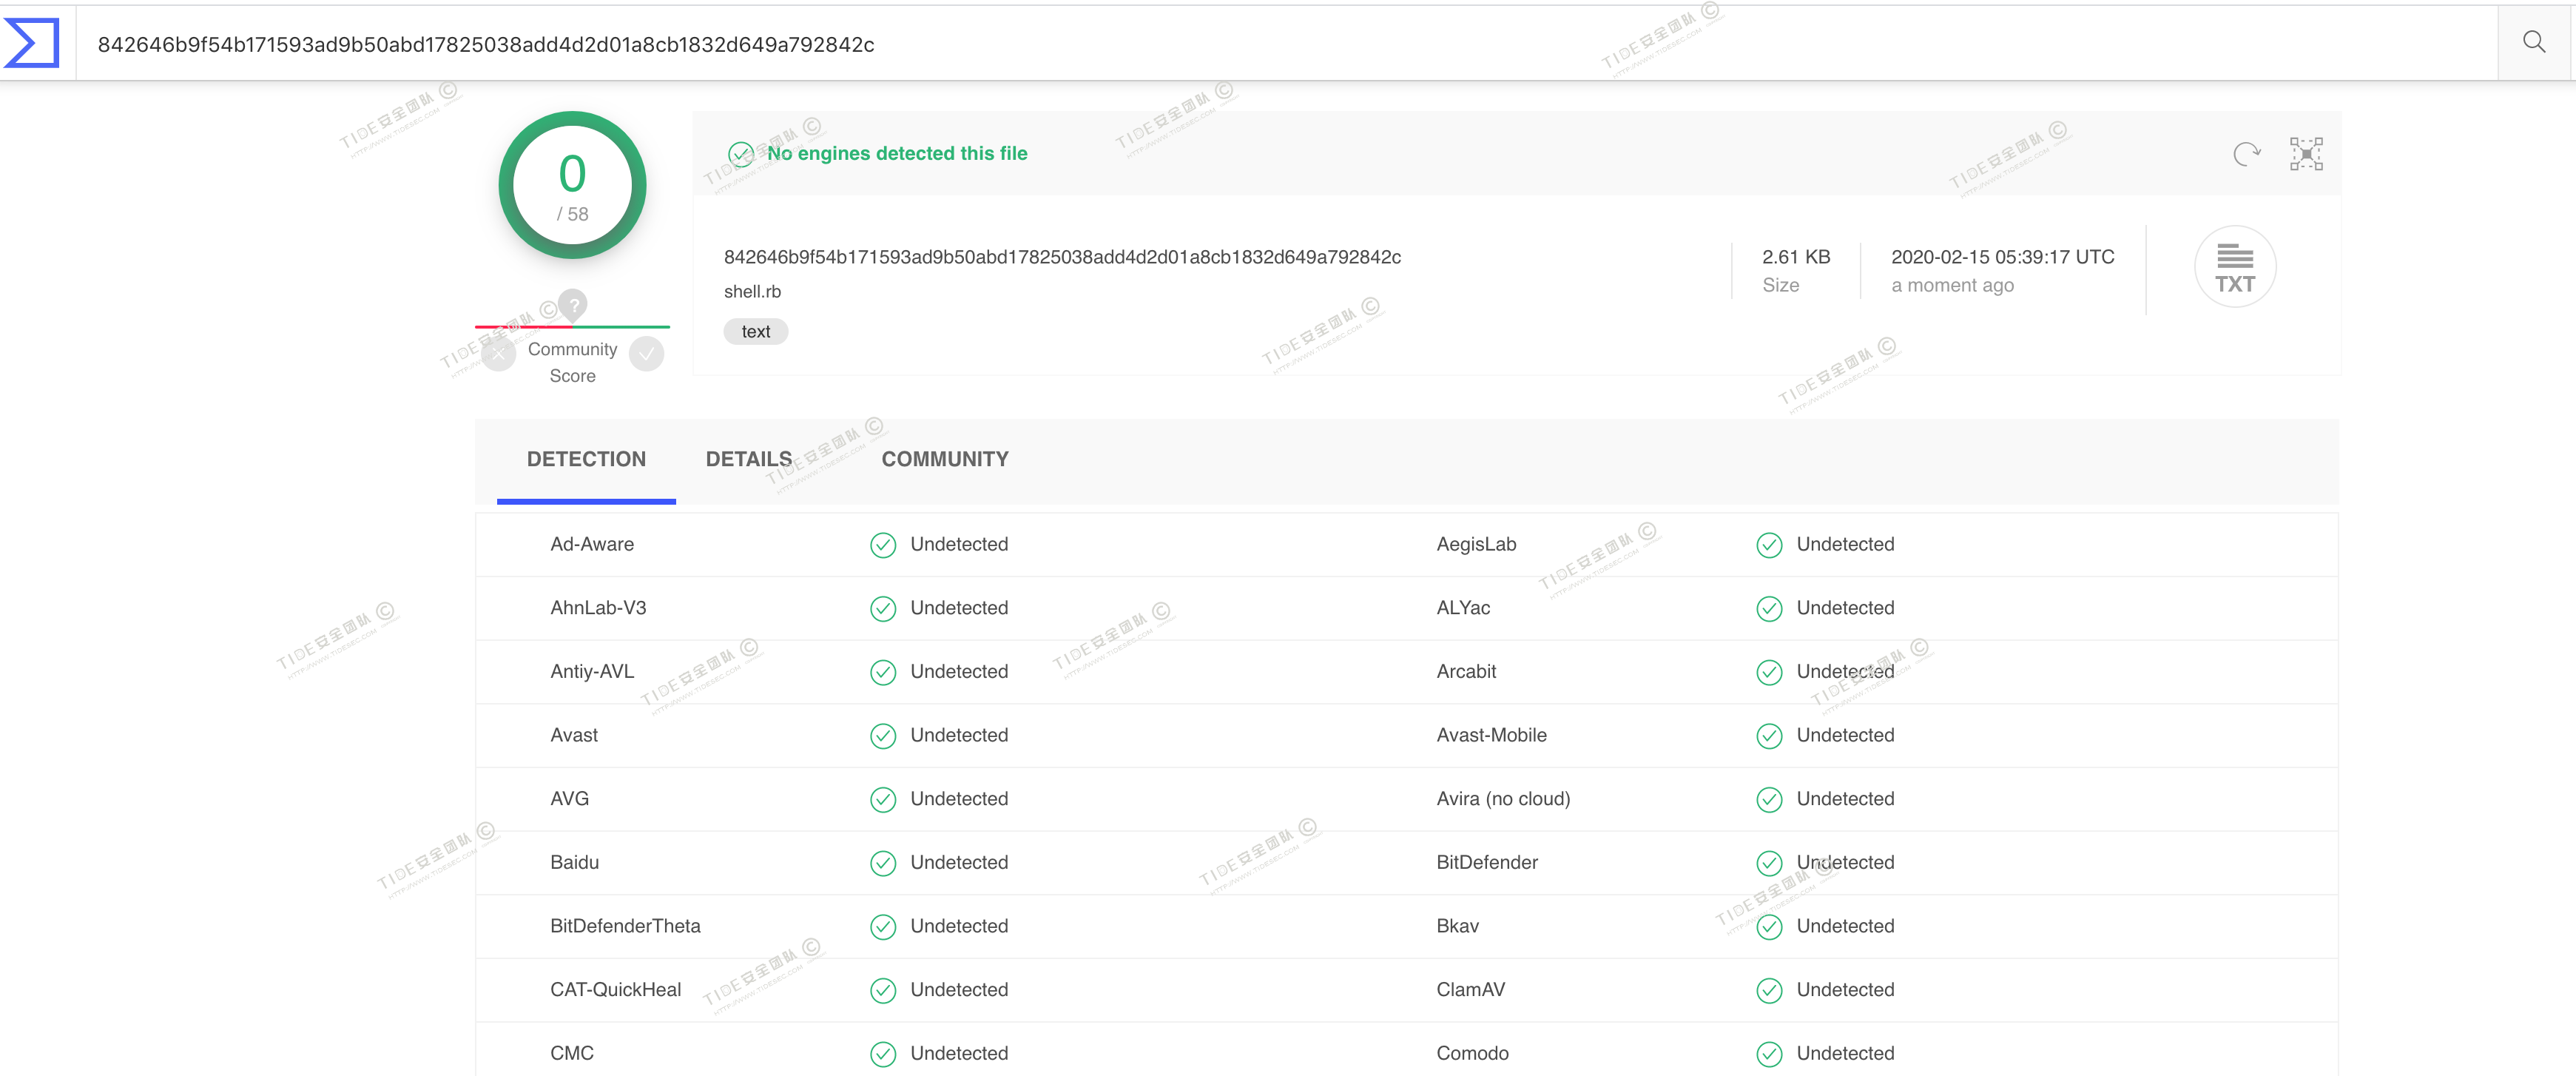 842646b9f54b171593ad9b50abd17825038add4d2d01a8cb1832d649a792842c
0
/ 58
?
Community
Score
No engines detected this file
842646b9f54b171593ad9b50abd17825038add4d2d01a8cb1832d649a792842c
shell.rb
text
2.61 KB
Size
2020-02-15 05:39:17 UTC
a moment ago
TXT
DETECTION DETAILS COMMUNITY
Ad-Aware Undetected AegisLab Undetected
AhnLab-V3 Undetected ALYac Undetected
Antiy-AVL Undetected Arcabit Undetected
Avast Undetected Avast-Mobile Undetected
AVG Undetected Avira (no cloud) Undetected
Baidu Undetected BitDefender Undetected
BitDefenderTheta Undetected Bkav Undetected
CAT-QuickHeal Undetected ClamAV Undetected
CMC Undetected Comodo Undetected
TIDE安全团队 ©
HTTP://WWW.TIDESEC.COM